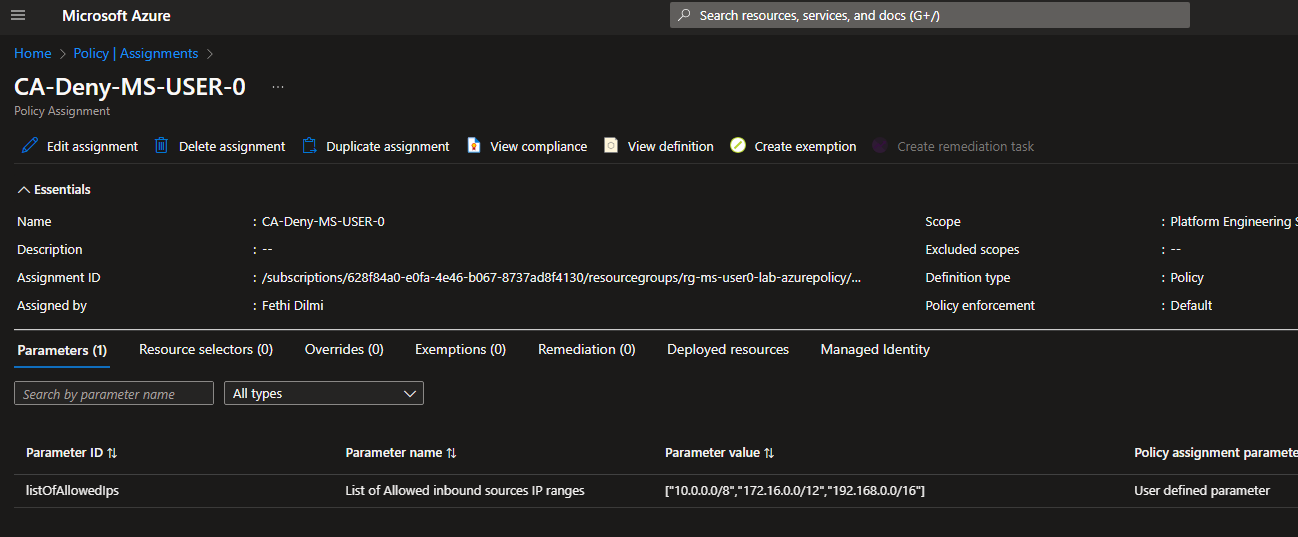 Microsoft Azure
Search resources, services, and docs (G+/)
Home > Policy | Assignments >
CA-Deny-MS-USER-0 ...
Policy Assignment
Edit assignment Delete assignment Duplicate assignment View compliance View definition Create exemption Create remediation task
Essentials
Name : CA-Deny-MS-USER-0 Scope : Platform Engineering S
Description : -- Excluded scopes : --
Assignment ID : /subscriptions/628f84a0-e0fa-4e46-b067-8737ad8f4130/resourcegroups/rg-ms-user0-lab-azurepolicy/... Definition type : Policy
Assigned by : Fethi Dilmi Policy enforcement : Default
Parameters (1) Resource selectors (0) Overrides (0) Exemptions (0) Remediation (0) Deployed resources Managed Identity
Search by parameter name All types
Parameter ID ↑↓ Parameter name ↑↓ Parameter value ↑↓ Policy assignment paramete
listOfAllowedIps List of Allowed inbound sources IP ranges ["10.0.0.0/8","172.16.0.0/12","192.168.0.0/16"] User defined parameter